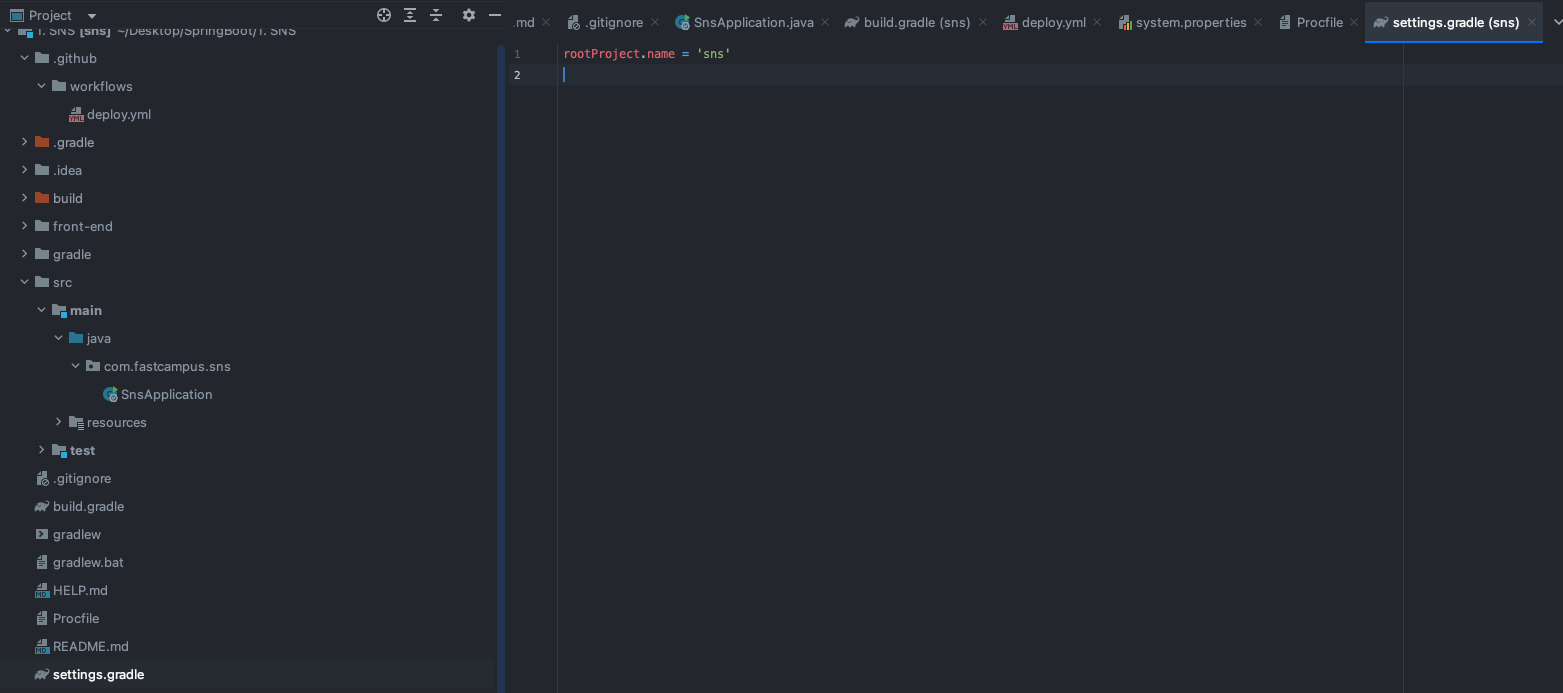 Project
.md
.gitignore
SnsApplication.java
build.gradle (sns)
deploy.yml
system.properties
Procfile
settings.gradle (sns)
1. SNS [sns] ~/Desktop/SpringBoot/1. SNS
.github
workflows
deploy.yml
.gradle
.idea
build
front-end
gradle
src
main
java
com.fastcampus.sns
SnsApplication
resources
test
.gitignore
build.gradle
gradlew
gradlew.bat
HELP.md
Procfile
README.md
settings.gradle
1 rootProject.name = 'sns'
2